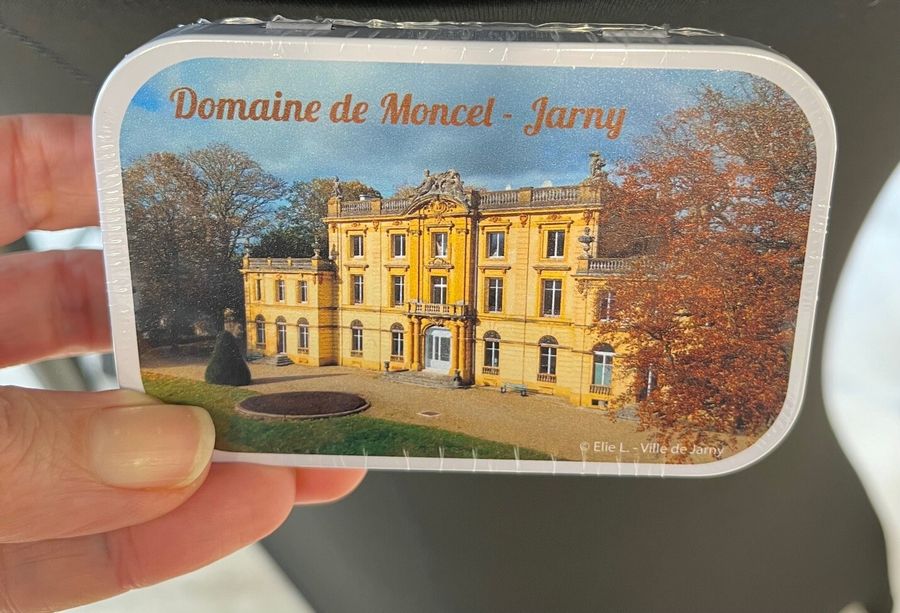 Domaine de Moncel - Jarny
© Elie L. - Ville de Jarny